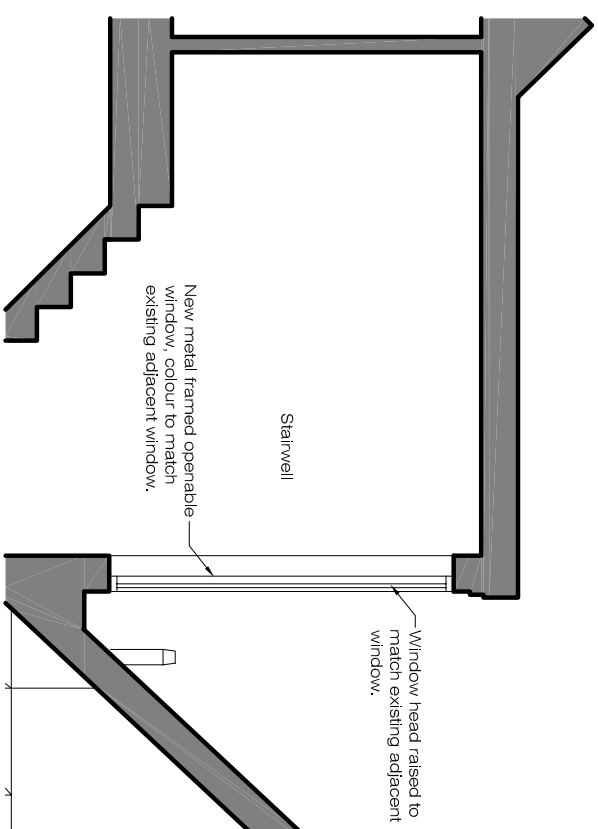 Window head raised to
match existing adjacent
window.
Stairwell
New metal framed openable
window, colour to match
existing adjacent window.